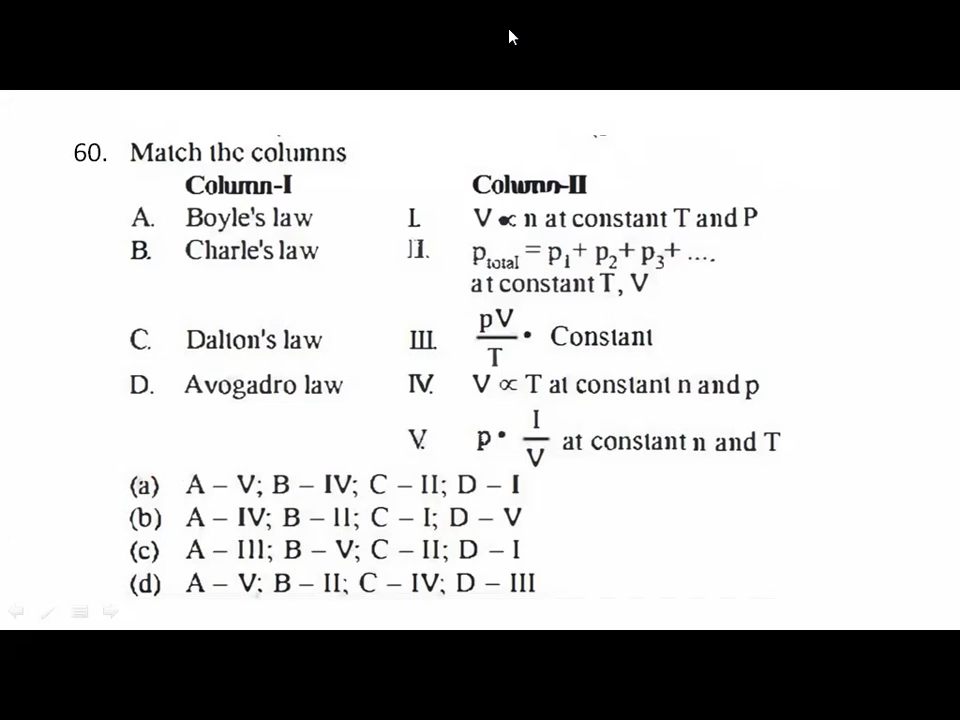 60. Match the columns
Column-I Column-II
A. Boyle's law I. V ∝ n at constant T and P
B. Charle's law II. p_total = p₁ + p₂ + p₃ + ....
at constant T, V
C. Dalton's law III. pV/T • Constant
D. Avogadro law IV. V ∝ T at constant n and p
V. p • I/V at constant n and T
(a) A – V; B – IV; C – II; D – I
(b) A – IV; B – II; C – I; D – V
(c) A – III; B – V; C – II; D – I
(d) A – V; B – II; C – IV; D – III